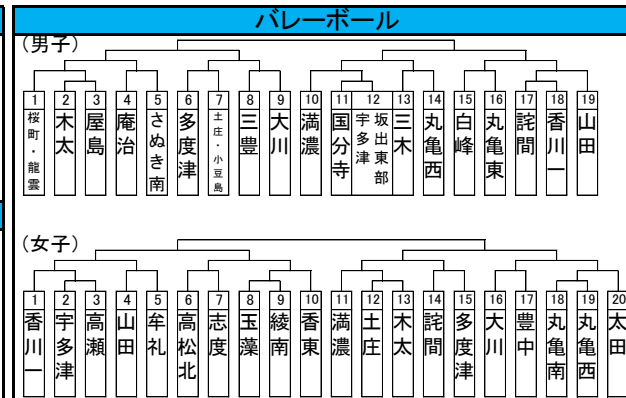 バレーボール
(男子)
1 2 3 4 5 6 7 8 9 10 11 12 13 14 15 16 17 18 19
桜町・龍雲
木太
屋島
庵治
さぬき南
多度津
土庄・小豆島
三豊
大川
満濃
国分寺
坂出東部
宇多津
三木
丸亀西
白峰
丸亀東
詫間
香川一
山田
(女子)
1 2 3 4 5 6 7 8 9 10 11 12 13 14 15 16 17 18 19 20
香川一
宇多津
高瀬
山田
牟礼
高松北
志度
玉藻
綾南
香東
満濃
土庄
木太
詫間
多度津
大川
豊中
丸亀南
丸亀西
太田